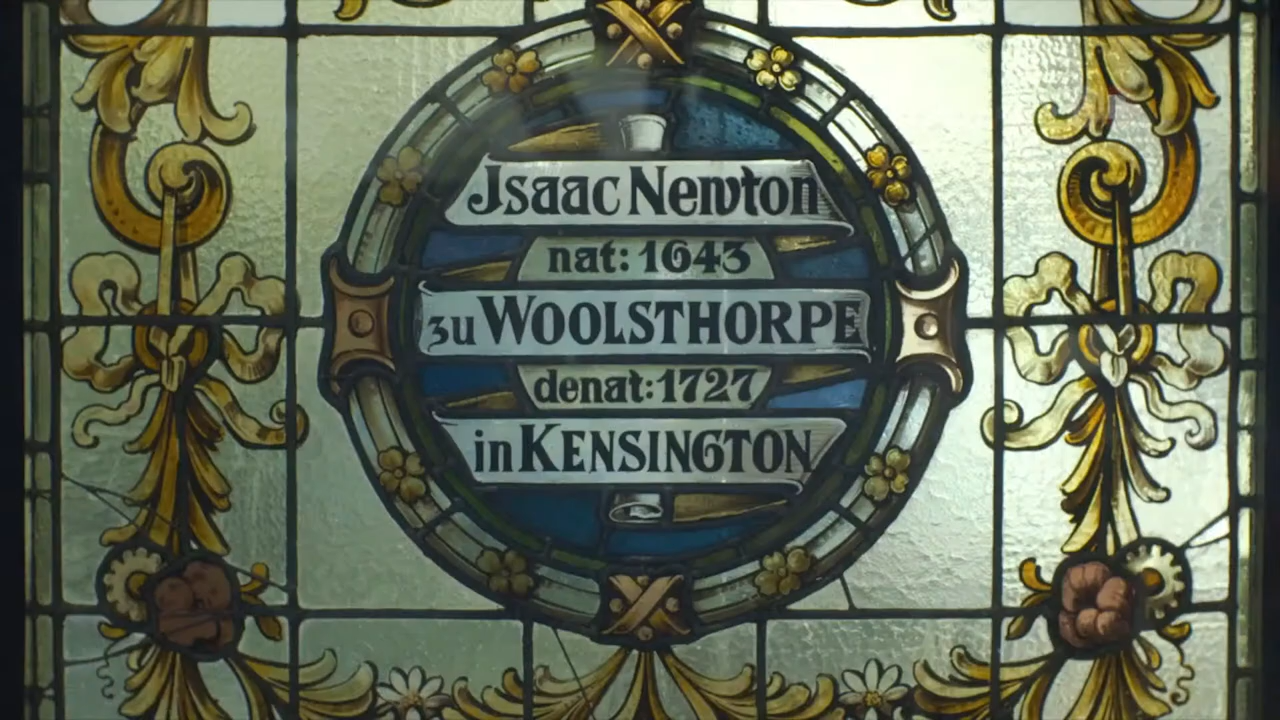 Isaac Newton
nat: 1643
zu WOOLSTHORPE
denat: 1727
in KENSINGTON